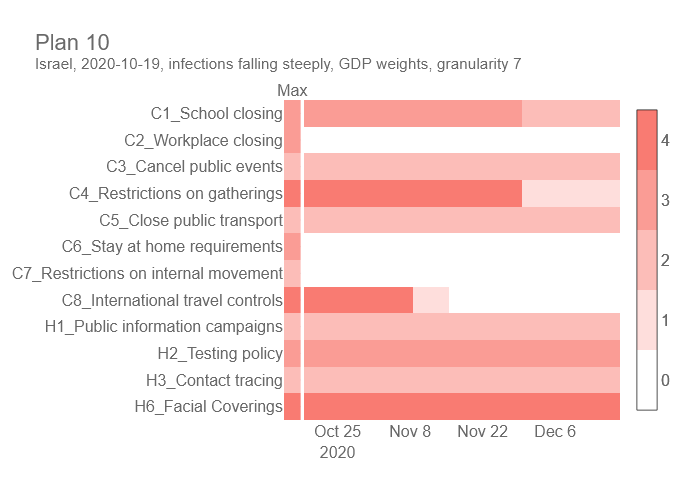 Plan 10
Israel, 2020-10-19, infections falling steeply, GDP weights, granularity 7
Max
C1_School closing
C2_Workplace closing
C3_Cancel public events
C4_Restrictions on gatherings
C5_Close public transport
C6_Stay at home requirements
C7_Restrictions on internal movement
C8_International travel controls
H1_Public information campaigns
H2_Testing policy
H3_Contact tracing
H6_Facial Coverings
4
3
2
1
0
Oct 25 Nov 8 Nov 22 Dec 6
2020